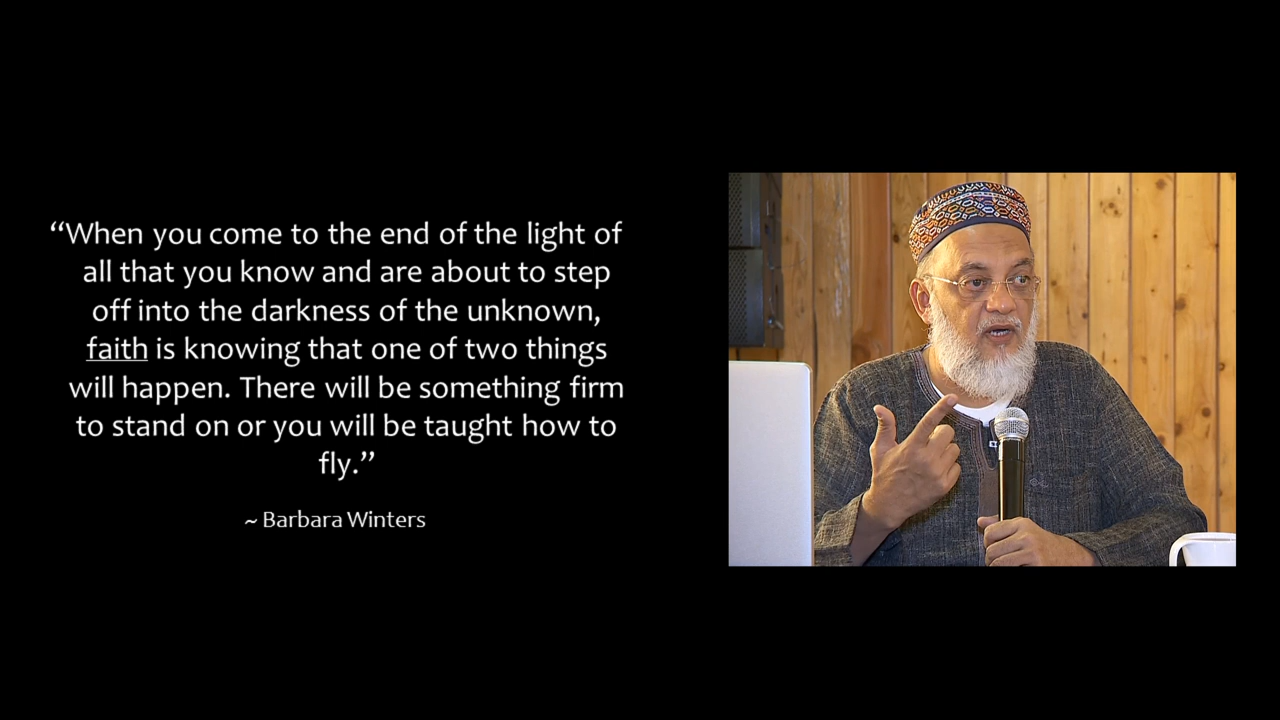 “When you come to the end of the light of
all that you know and are about to step
off into the darkness of the unknown,
faith is knowing that one of two things
will happen. There will be something firm
to stand on or you will be taught how to
fly.”
~ Barbara Winters